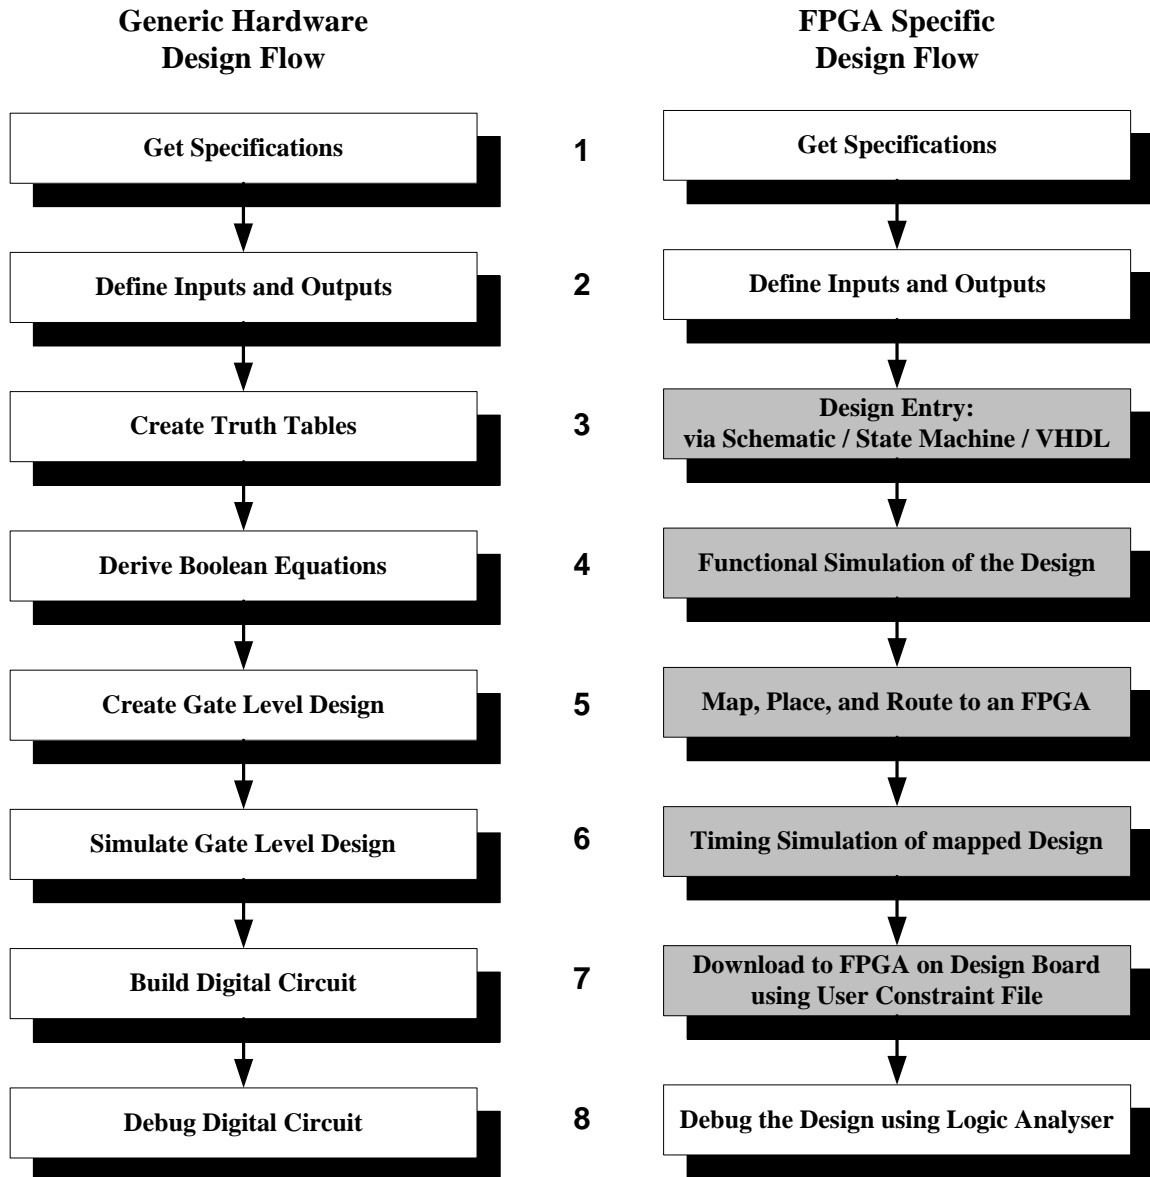 Generic Hardware
Design Flow
FPGA Specific
Design Flow
Get Specifications
1
Get Specifications
Define Inputs and Outputs
2
Define Inputs and Outputs
Create Truth Tables
3
Design Entry:
via Schematic / State Machine / VHDL
Derive Boolean Equations
4
Functional Simulation of the Design
Create Gate Level Design
5
Map, Place, and Route to an FPGA
Simulate Gate Level Design
6
Timing Simulation of mapped Design
Build Digital Circuit
7
Download to FPGA on Design Board
using User Constraint File
Debug Digital Circuit
8
Debug the Design using Logic Analyser